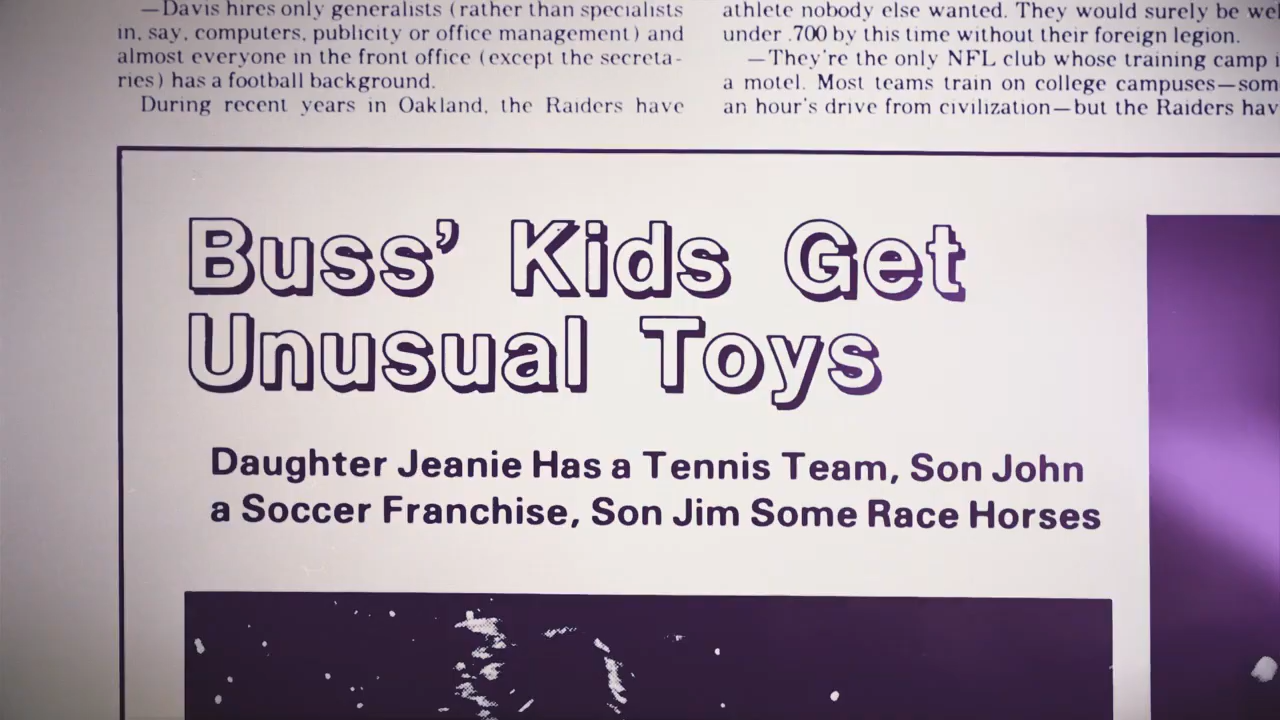 —Davis hires only generalists (rather than specialists
in, say, computers, publicity or office management) and
almost everyone in the front office (except the secreta-
ries) has a football background.
During recent years in Oakland, the Raiders have
athlete nobody else wanted. They would surely be
under .700 by this time without their foreign legion.
—They're the only NFL club whose training camp
a motel. Most teams train on college campuses—
an hour's drive from civilization—but the Raiders
Buss’ Kids Get
Unusual Toys
Daughter Jeanie Has a Tennis Team, Son John
a Soccer Franchise, Son Jim Some Race Horses